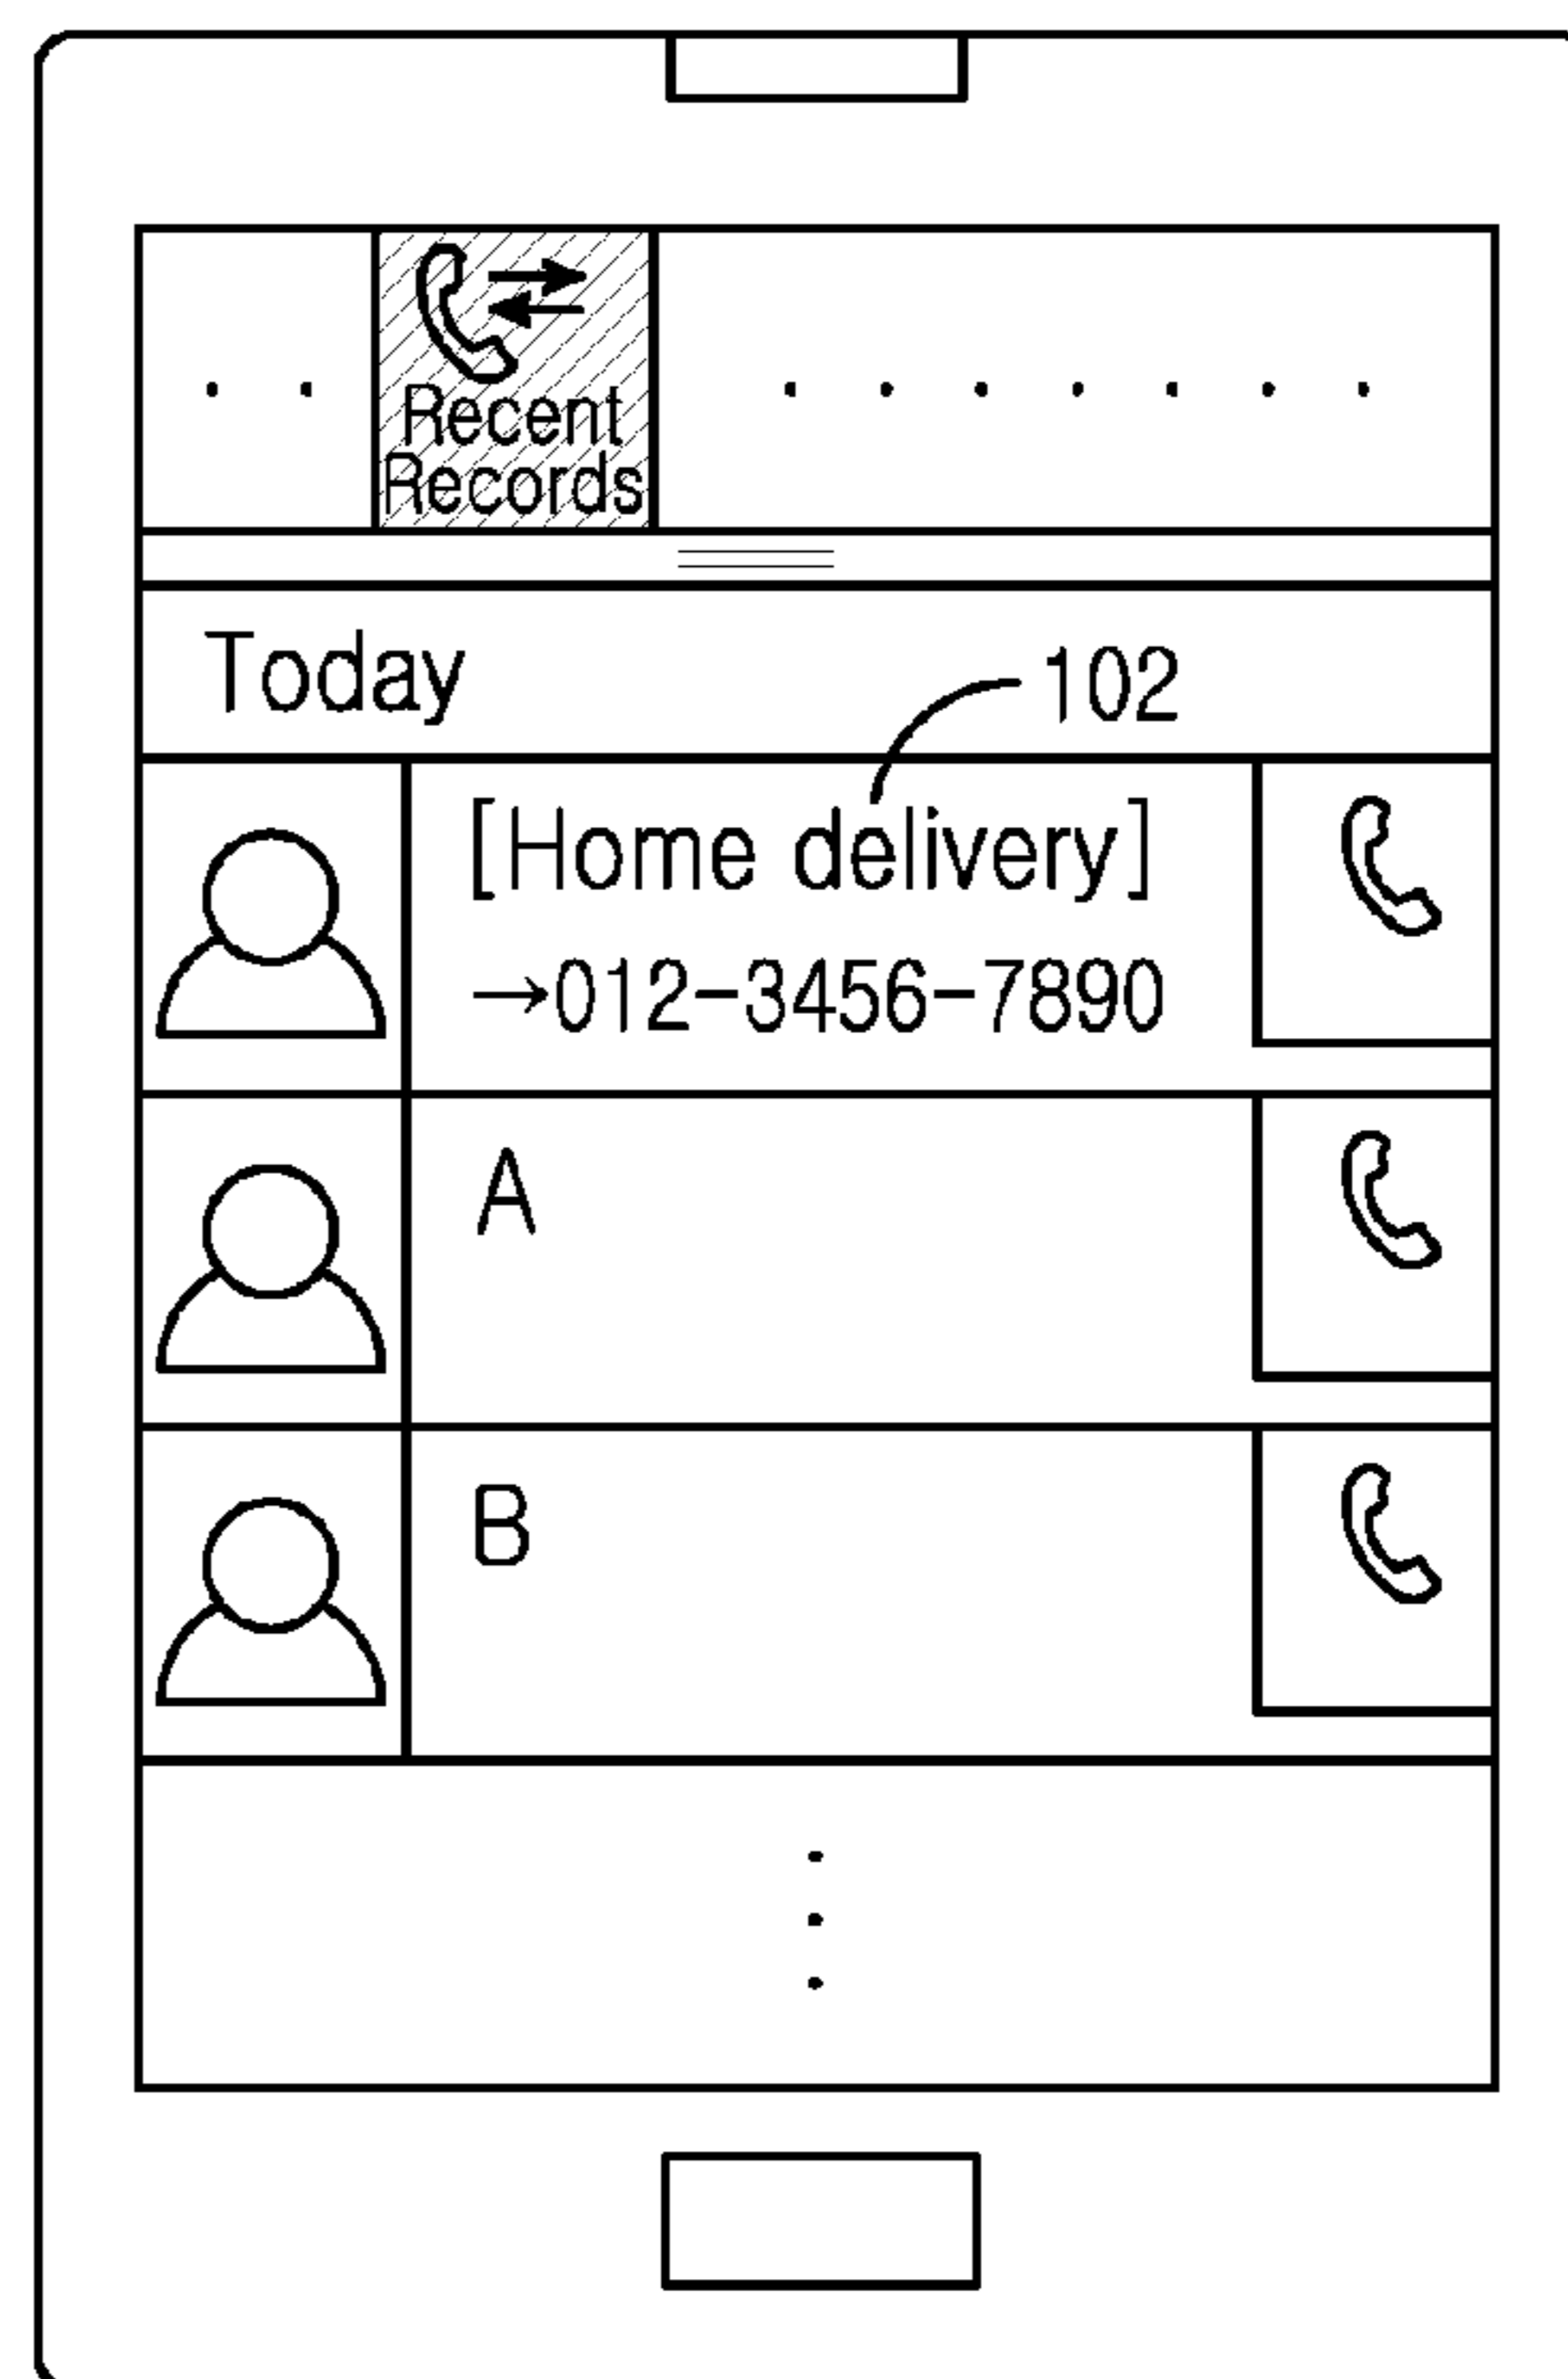 Recent
Records
Today
102
[Home delivery]
→012-3456-7890
A
B